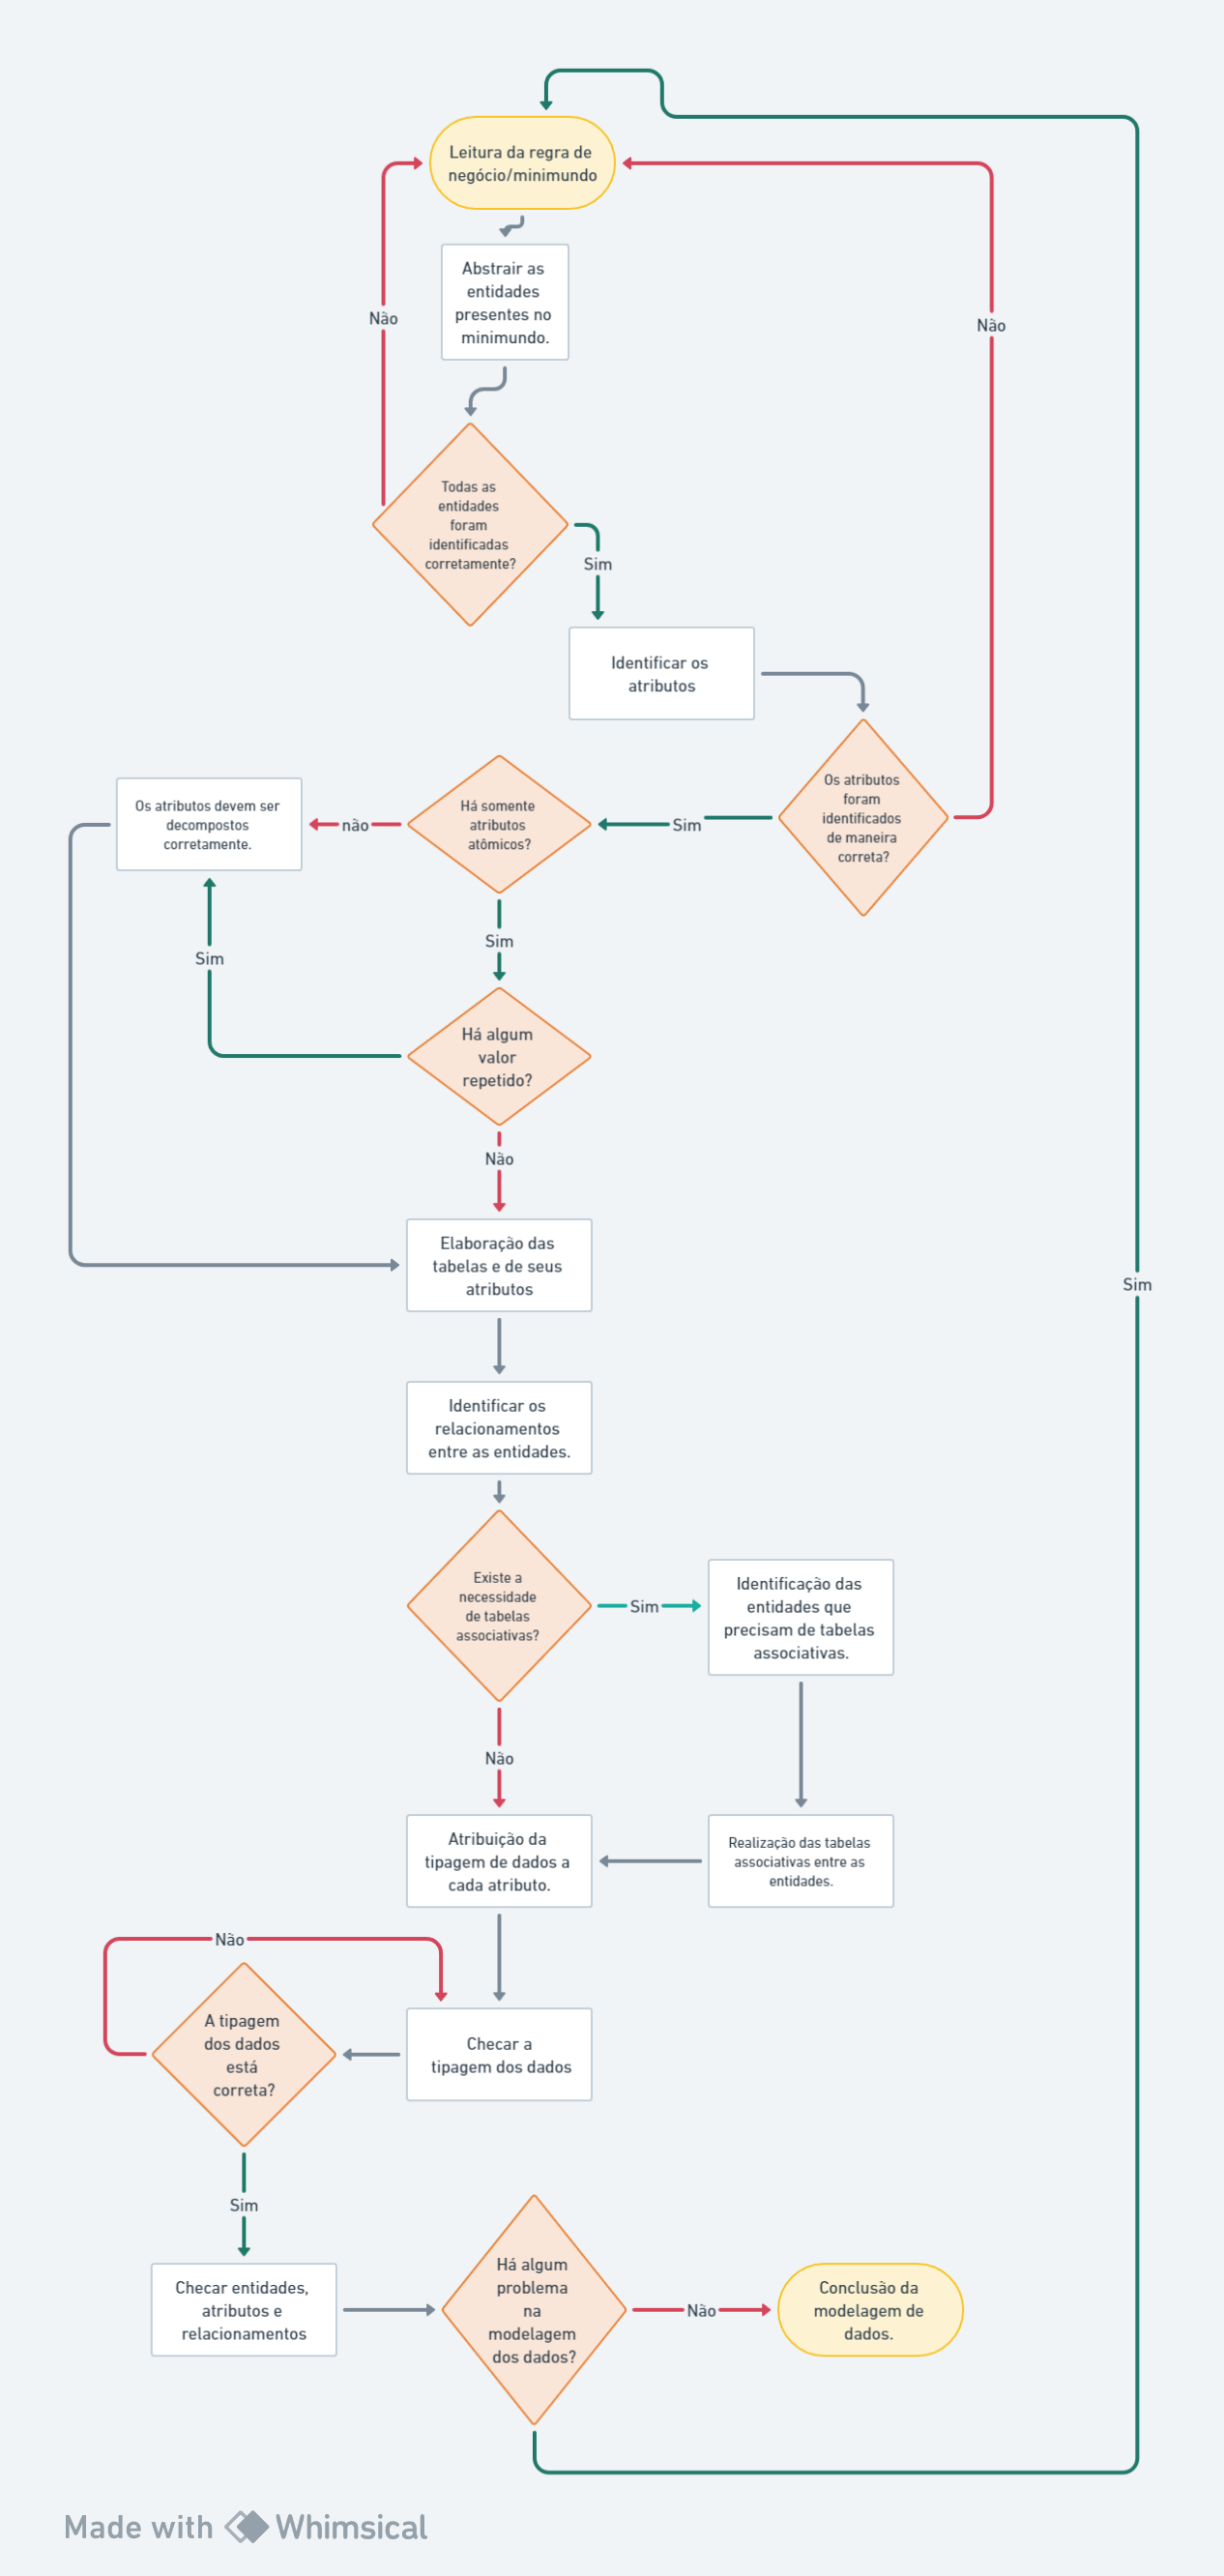 Leitura da regra de
negócio/minimundo
Abstrair as
entidades
presentes no
minimundo.
Não
Não
Todas as
entidades
foram
identificadas
corretamente?
Sim
Identificar os
atributos
Os atributos
foram
identificados
de maneira
correta?
Sim
Há somente
atributos
atômicos?
não
Os atributos devem ser
decompostos
corretamente.
Sim
Sim
Há algum
valor
repetido?
Não
Elaboração das
tabelas e de seus
atributos
Sim
Identificar os
relacionamentos
entre as entidades.
Existe a
necessidade
de tabelas
associativas?
Sim
Identificação das
entidades que
precisam de tabelas
associativas.
Não
Atribuição da
tipagem de dados a
cada atributo.
Realização das tabelas
associativas entre as
entidades.
Não
A tipagem
dos dados
está
correta?
Checar a
tipagem dos dados
Sim
Checar entidades,
atributos e
relacionamentos
Há algum
problema
na
modelagem
dos dados?
Não
Conclusão da
modelagem de
dados.
Made with Whimsical